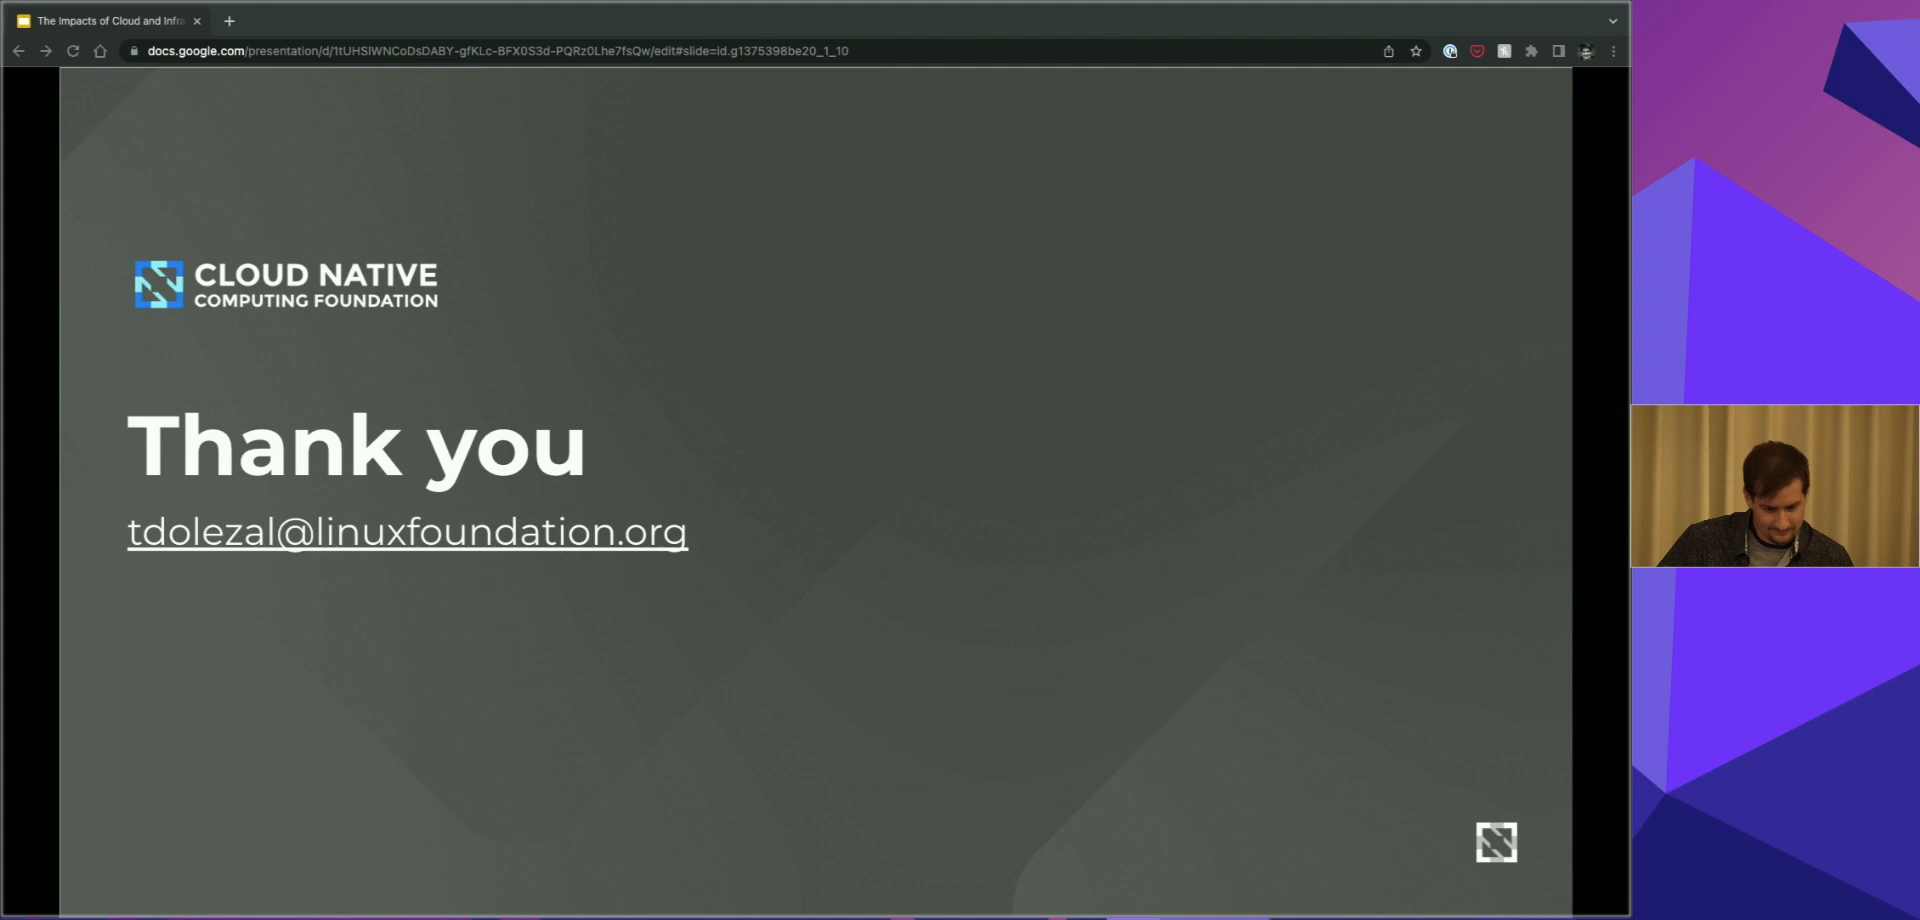 The Impacts of Cloud and Infra
docs.google.com/presentation/d/1tUHSlWNCoDsDABY-gfKLc-BFX0S3d-PQRz0Lhe7fsQw/edit#slide=id.g1375398be20_1_10
CLOUD NATIVE
COMPUTING FOUNDATION
Thank you
tdolezal@linuxfoundation.org